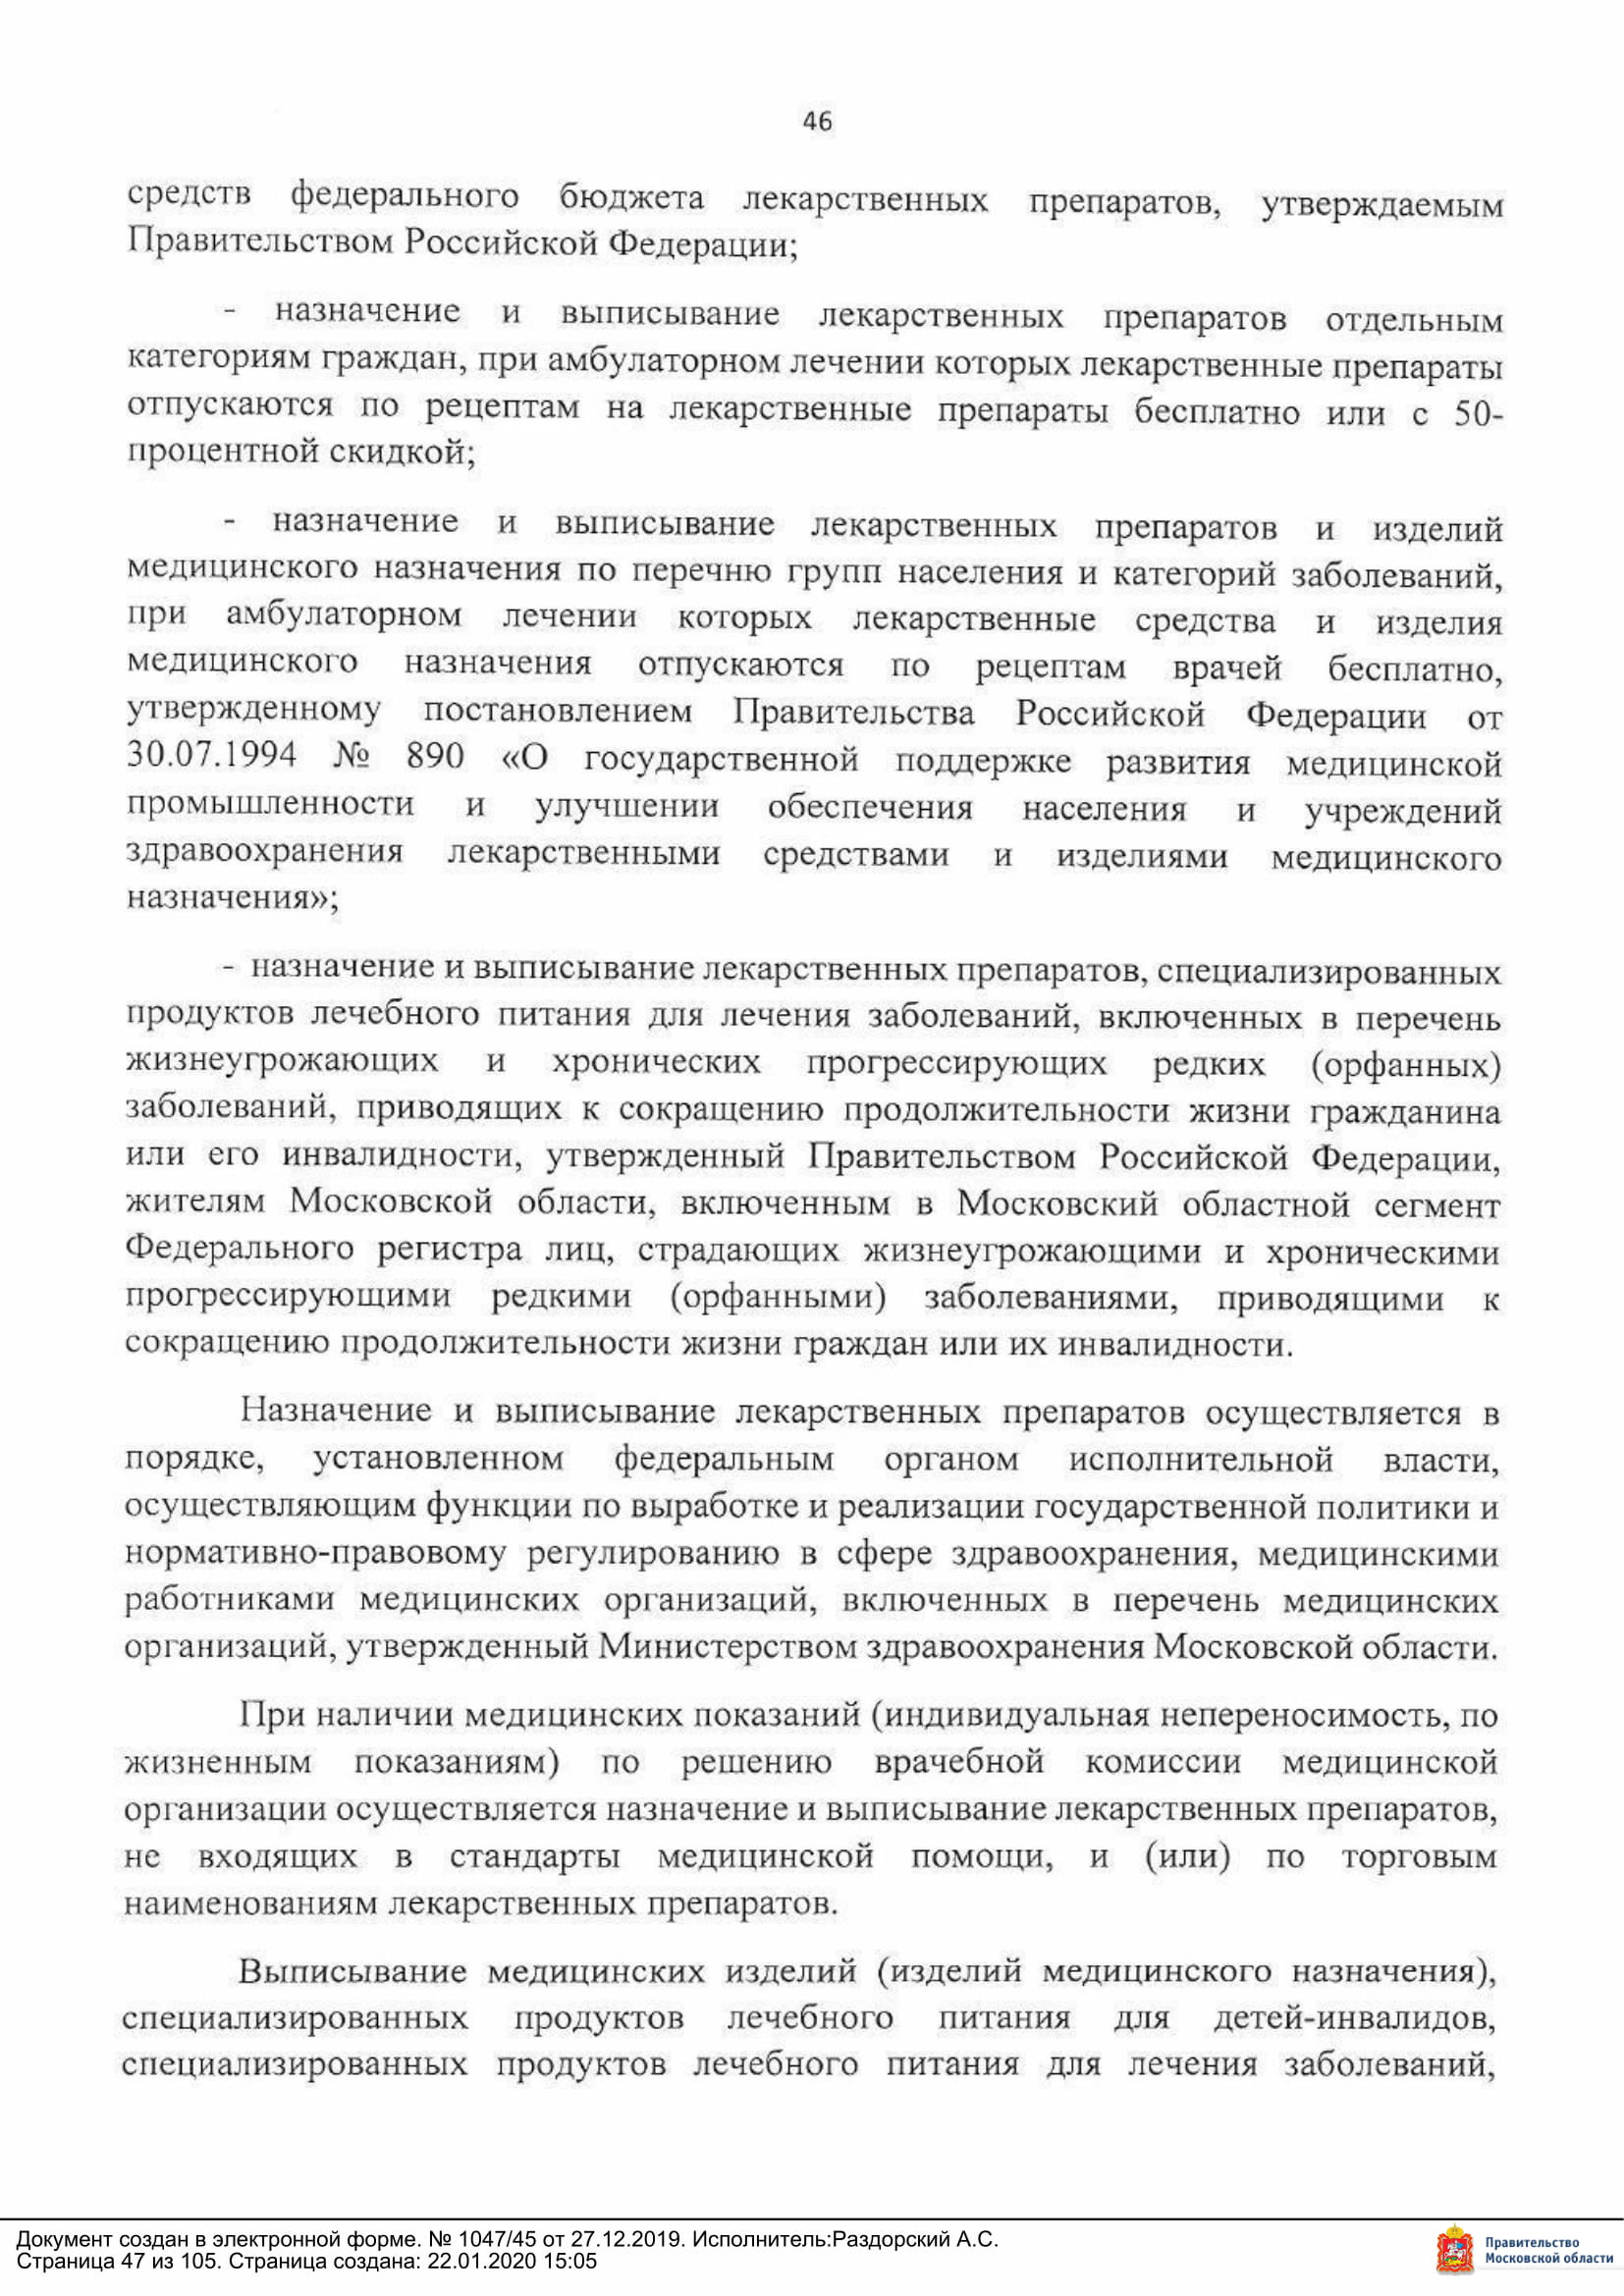 46
средств федерального бюджета лекарственных препаратов, утверждаемым
Правительством Российской Федерации;
- назначение и выписывание лекарственных препаратов отдельным
категориям граждан, при амбулаторном лечении которых лекарственные препараты
отпускаются по рецептам на лекарственные препараты бесплатно или с 50-
процентной скидкой;
- назначение и выписывание лекарственных препаратов и изделий
медицинского назначения по перечню групп населения и категорий заболеваний,
при амбулаторном лечении которых лекарственные средства и изделия
медицинского назначения отпускаются по рецептам врачей бесплатно,
утвержденному постановлением Правительства Российской Федерации от
30.07.1994 № 890 «О государственной поддержке развития медицинской
промышленности и улучшении обеспечения населения и учреждений
здравоохранения лекарственными средствами и изделиями медицинского
назначения»;
- назначение и выписывание лекарственных препаратов, специализированных
продуктов лечебного питания для лечения заболеваний, включенных в перечень
жизнеугрожающих и хронических прогрессирующих редких (орфанных)
заболеваний, приводящих к сокращению продолжительности жизни гражданина
или его инвалидности, утвержденный Правительством Российской Федерации,
жителям Московской области, включенным в Московский областной сегмент
Федерального регистра лиц, страдающих жизнеугрожающими и хроническими
прогрессирующими редкими (орфанными) заболеваниями, приводящими к
сокращению продолжительности жизни граждан или их инвалидности.
Назначение и выписывание лекарственных препаратов осуществляется в
порядке, установленном федеральным органом исполнительной власти,
осуществляющим функции по выработке и реализации государственной политики и
нормативно-правовому регулированию в сфере здравоохранения, медицинскими
работниками медицинских организаций, включенных в перечень медицинских
организаций, утвержденный Министерством здравоохранения Московской области.
При наличии медицинских показаний (индивидуальная непереносимость, по
жизненным показаниям) по решению врачебной комиссии медицинской
организации осуществляется назначение и выписывание лекарственных препаратов,
не входящих в стандарты медицинской помощи, и (или) по торговым
наименованиям лекарственных препаратов.
Выписывание медицинских изделий (изделий медицинского назначения),
специализированных продуктов лечебного питания для детей-инвалидов,
специализированных продуктов лечебного питания для лечения заболеваний,
Документ создан в электронной форме. № 1047/45 от 27.12.2019. Исполнитель:Раздорский А.С.
Страница 47 из 105. Страница создана: 22.01.2020 15:05
Правительство
Московской области